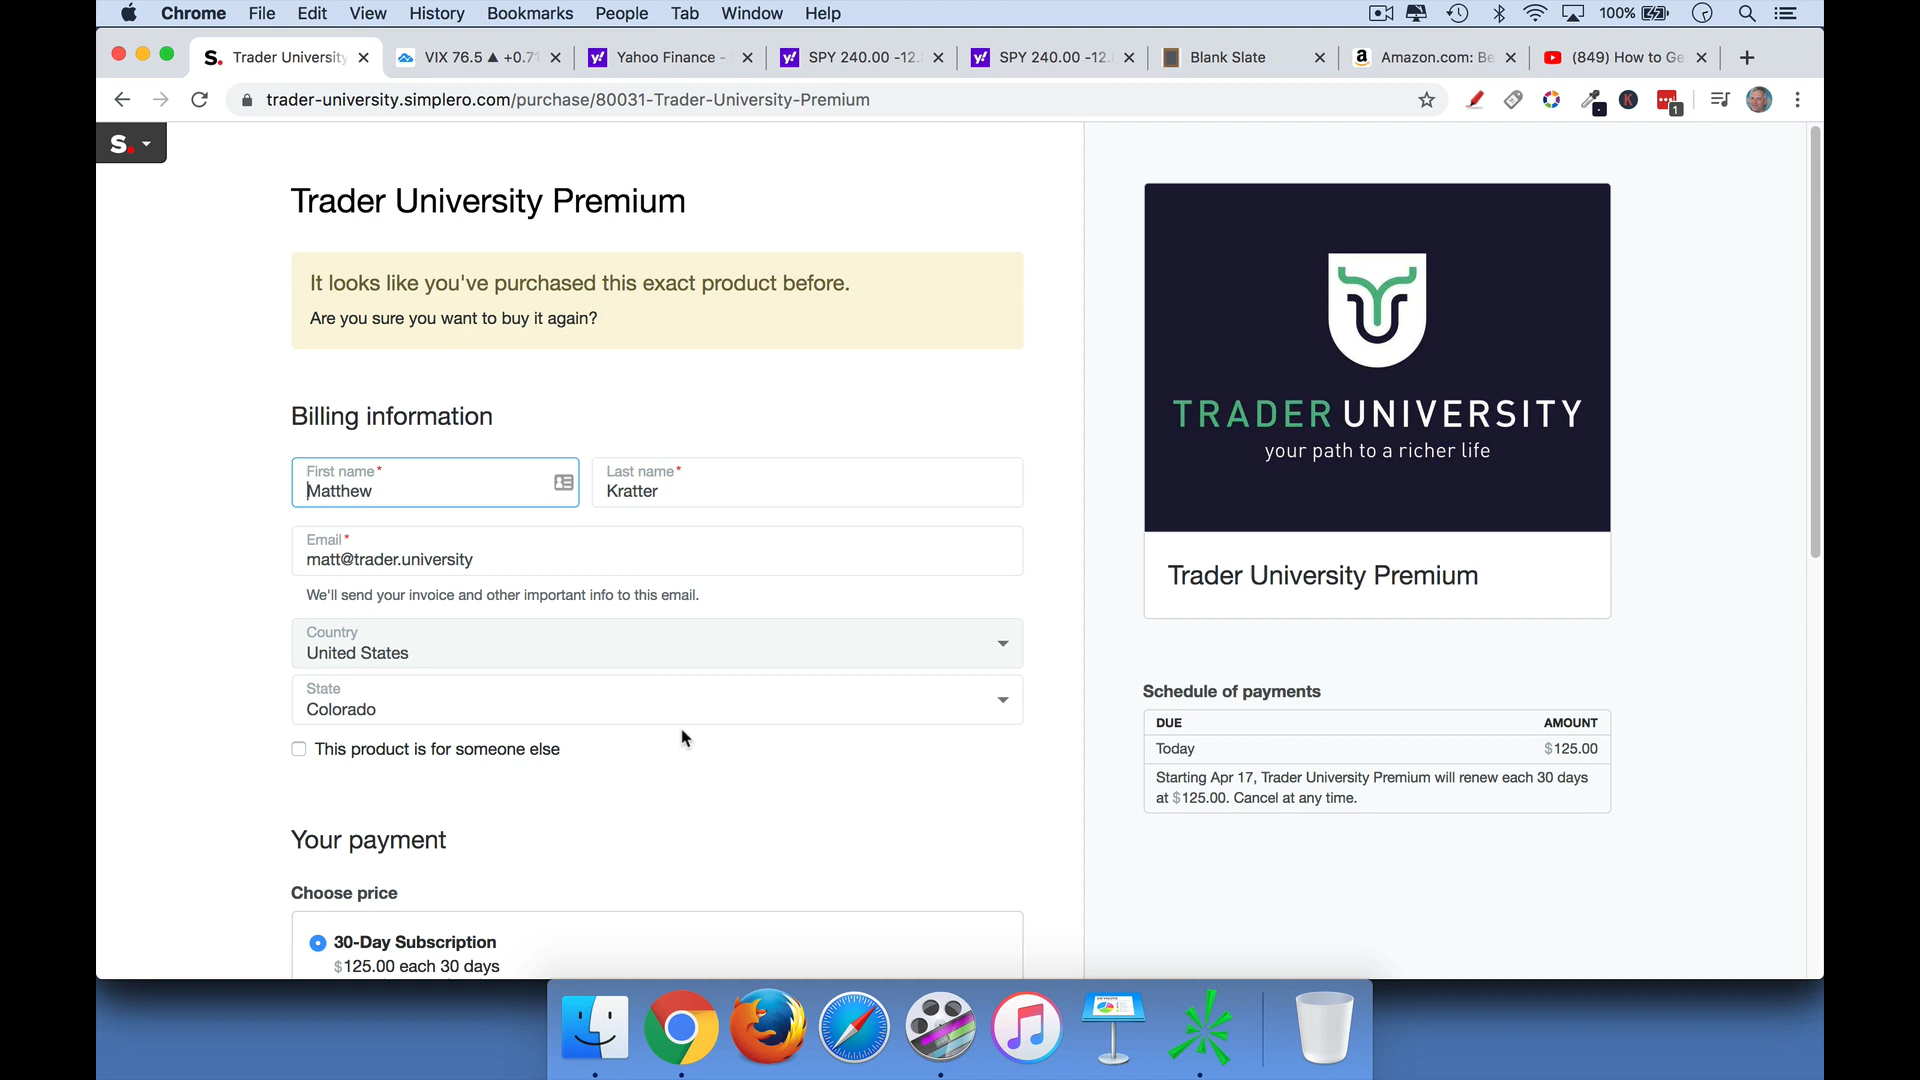 Chrome File Edit View History Bookmarks People Tab Window Help 100%
S. Trader University VIX 76.5 ▲ +0.71 Yahoo Finance - SPY 240.00 -12. SPY 240.00 -12. Blank Slate a Amazon.com: Be (849) How to Ge
trader-university.simplero.com/purchase/80031-Trader-University-Premium
1
S.
Trader University Premium
It looks like you've purchased this exact product before.
Are you sure you want to buy it again?
Billing information
First name*
Matthew
Last name*
Kratter
Email*
matt@trader.university
We'll send your invoice and other important info to this email.
Country
United States
State
Colorado
This product is for someone else
Your payment
Choose price
30-Day Subscription
$125.00 each 30 days
TRADER UNIVERSITY
your path to a richer life
Trader University Premium
Schedule of payments
DUE AMOUNT
Today $125.00
Starting Apr 17, Trader University Premium will renew each 30 days
at $125.00. Cancel at any time.
KEYNOTE